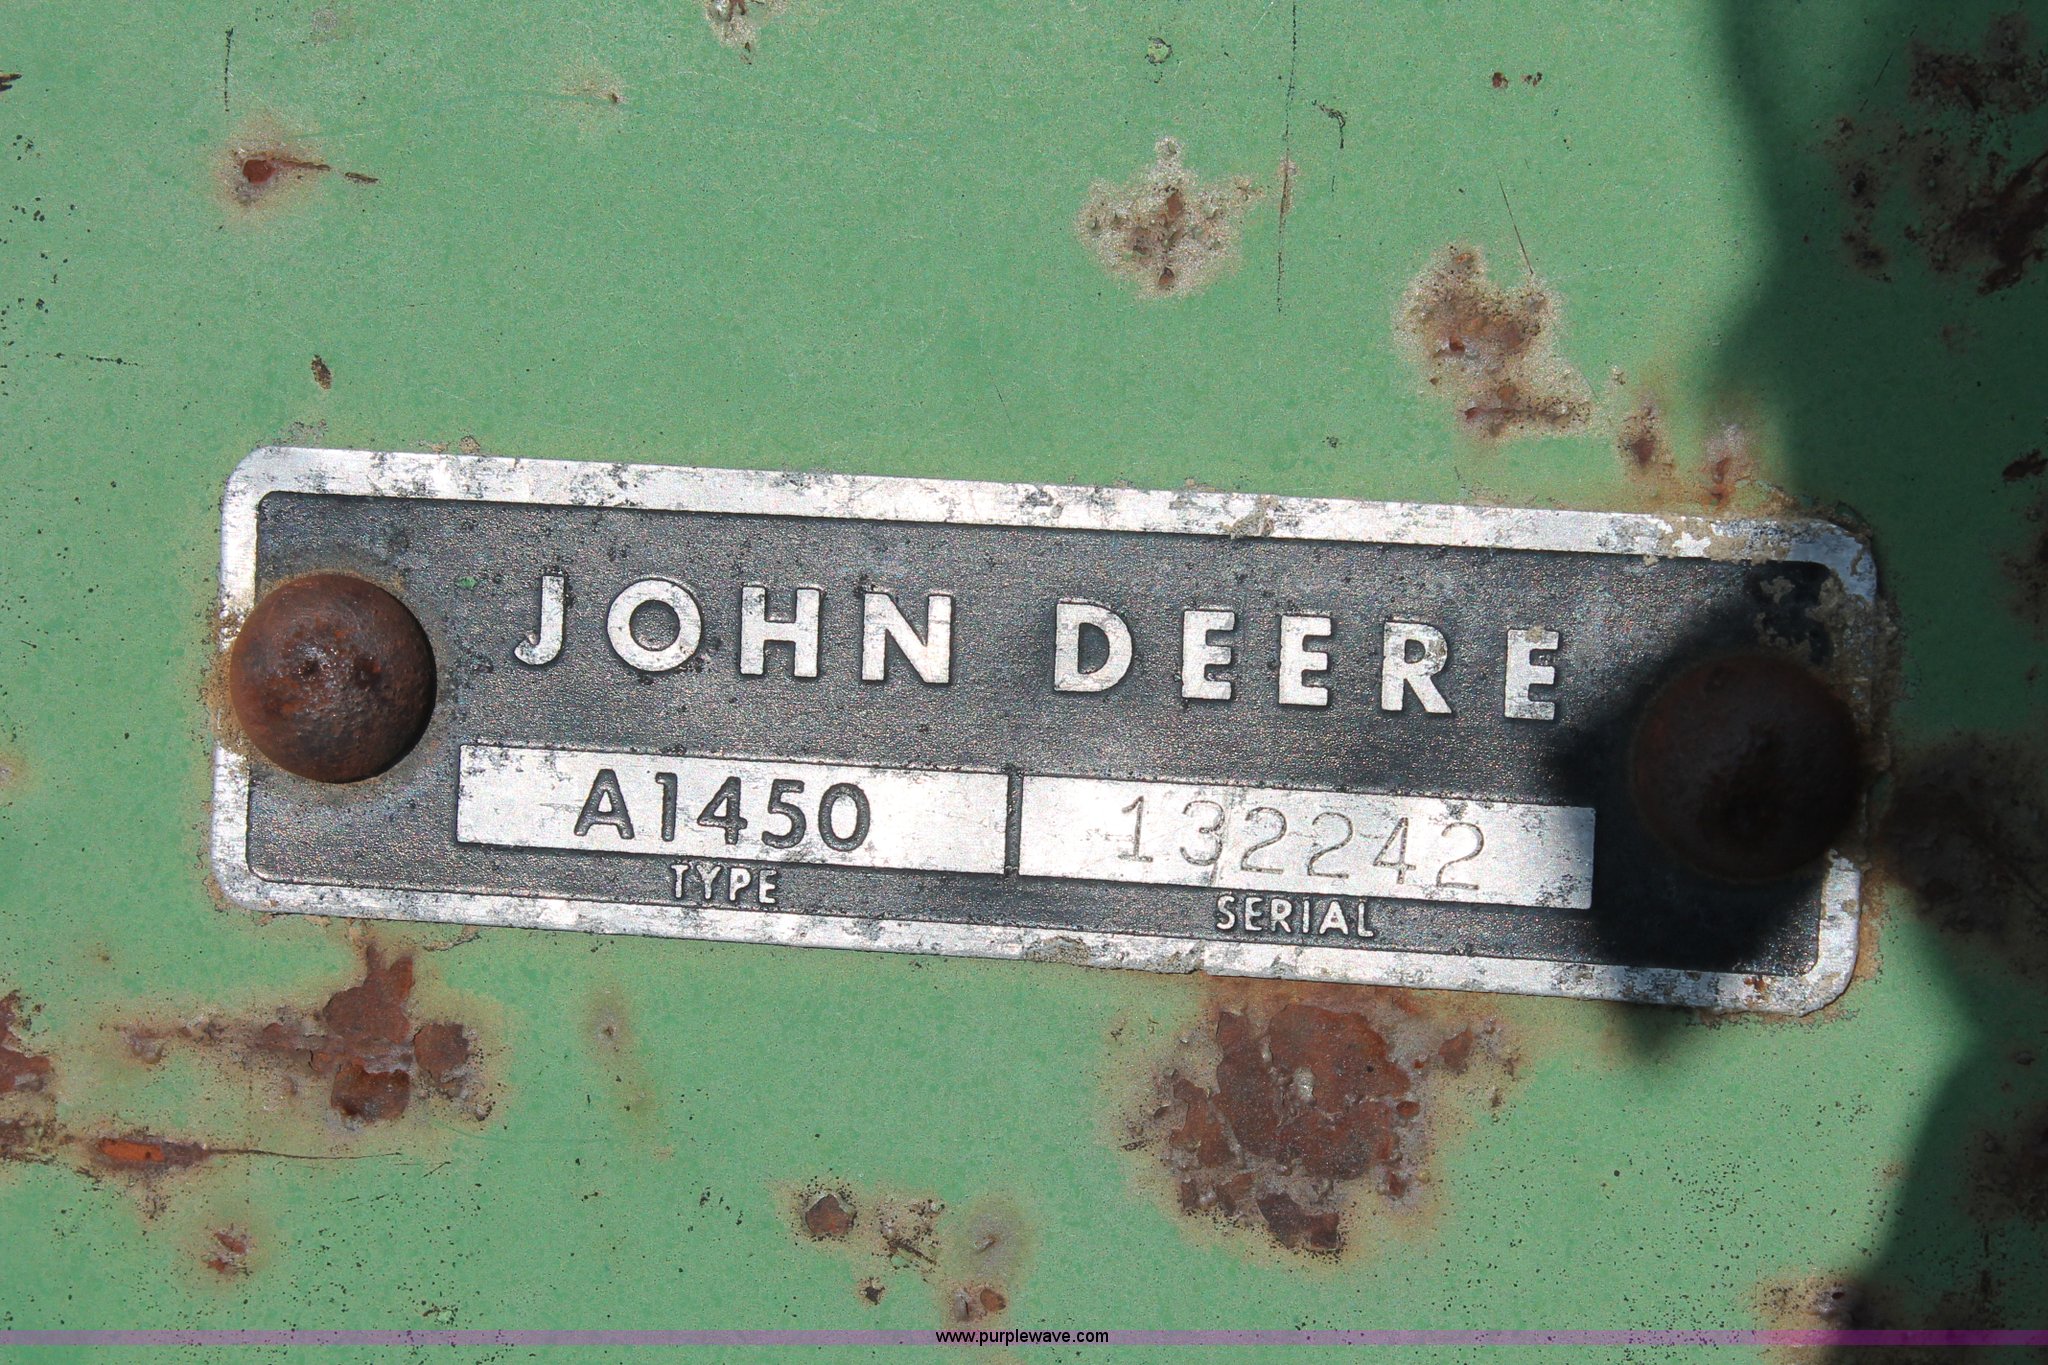 JOHN DEERE
A1450 132242
TYPE SERIAL
www.purplewave.com